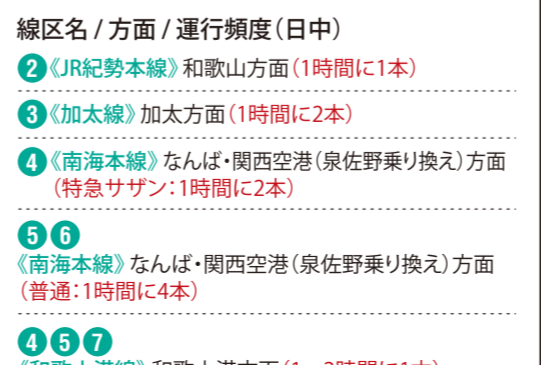 線区名 / 方面 / 運行頻度（日中）
2《JR紀勢本線》和歌山方面（1時間に1本）
3《加太線》加太方面（1時間に2本）
4《南海本線》なんば・関西空港（泉佐野乗り換え）方面
（特急サザン：1時間に2本）
5 6
《南海本線》なんば・関西空港（泉佐野乗り換え）方面
（普通：1時間に4本）
4 5 7